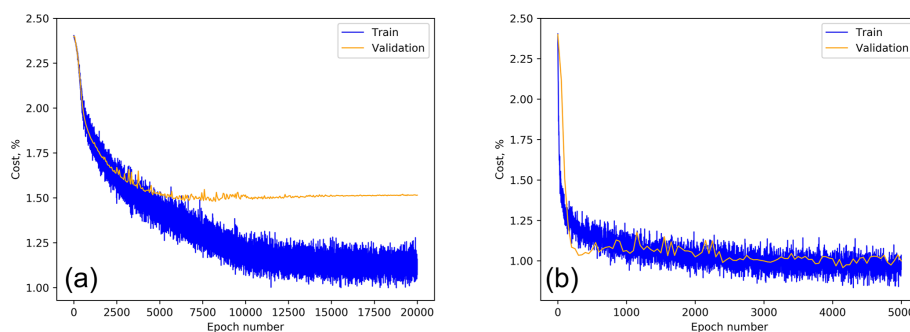 2.50
2.25
2.00
1.75
1.50
1.25
1.00
Cost, %
0 2500 5000 7500 10000 12500 15000 17500 20000
Epoch number
Train
Validation
(a)
2.50
2.25
2.00
1.75
1.50
1.25
1.00
Cost, %
0 1000 2000 3000 4000 5000
Epoch number
Train
Validation
(b)